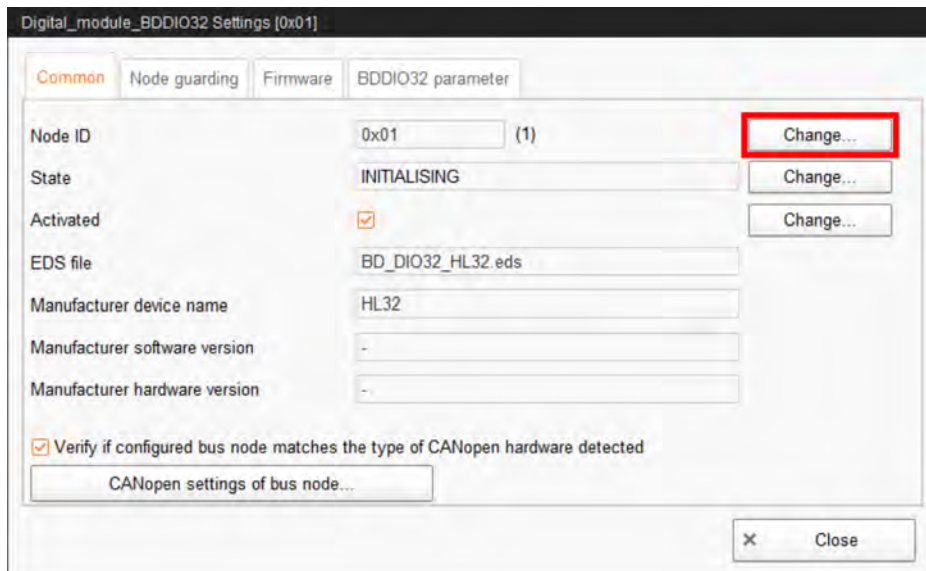 Digital_module_BDDIO32 Settings [0x01]
Common Node guarding Firmware BDDIO32 parameter
Node ID 0x01 (1) Change...
State INITIALISING Change...
Activated Change...
EDS file BD_DIO32_HL32.eds
Manufacturer device name HL32
Manufacturer software version -
Manufacturer hardware version -
Verify if configured bus node matches the type of CANopen hardware detected
CANopen settings of bus node...
Close